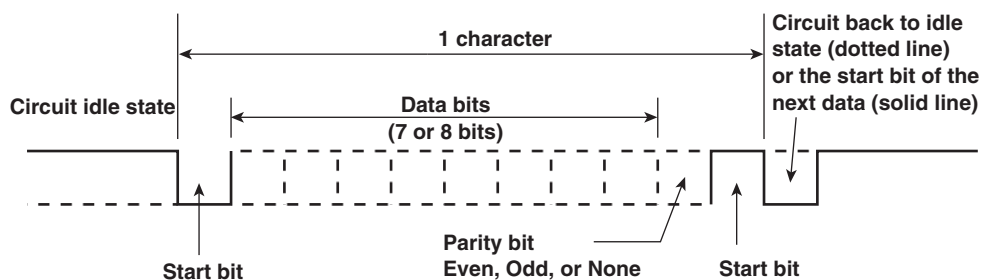 1 character
Circuit back to idle
state (dotted line)
or the start bit of the
next data (solid line)
Circuit idle state
Data bits
(7 or 8 bits)
Start bit
Parity bit
Even, Odd, or None
Start bit